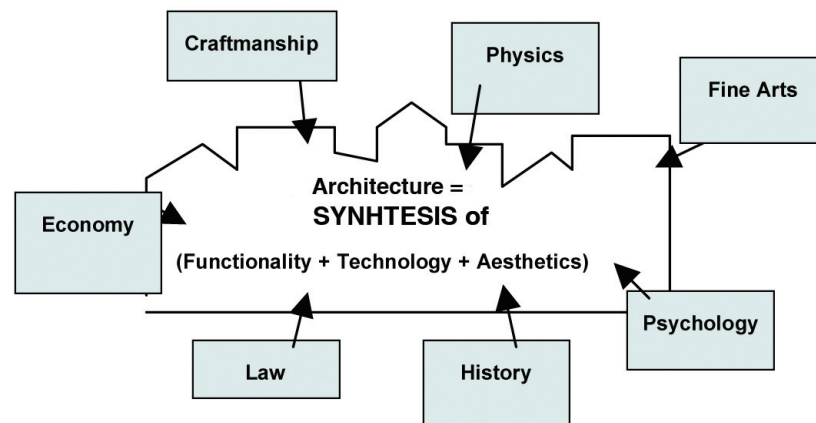 Craftmanship
Physics
Fine Arts
Architecture =
SYNHTESIS of
Economy
(Functionality + Technology + Aesthetics)
Psychology
Law
History